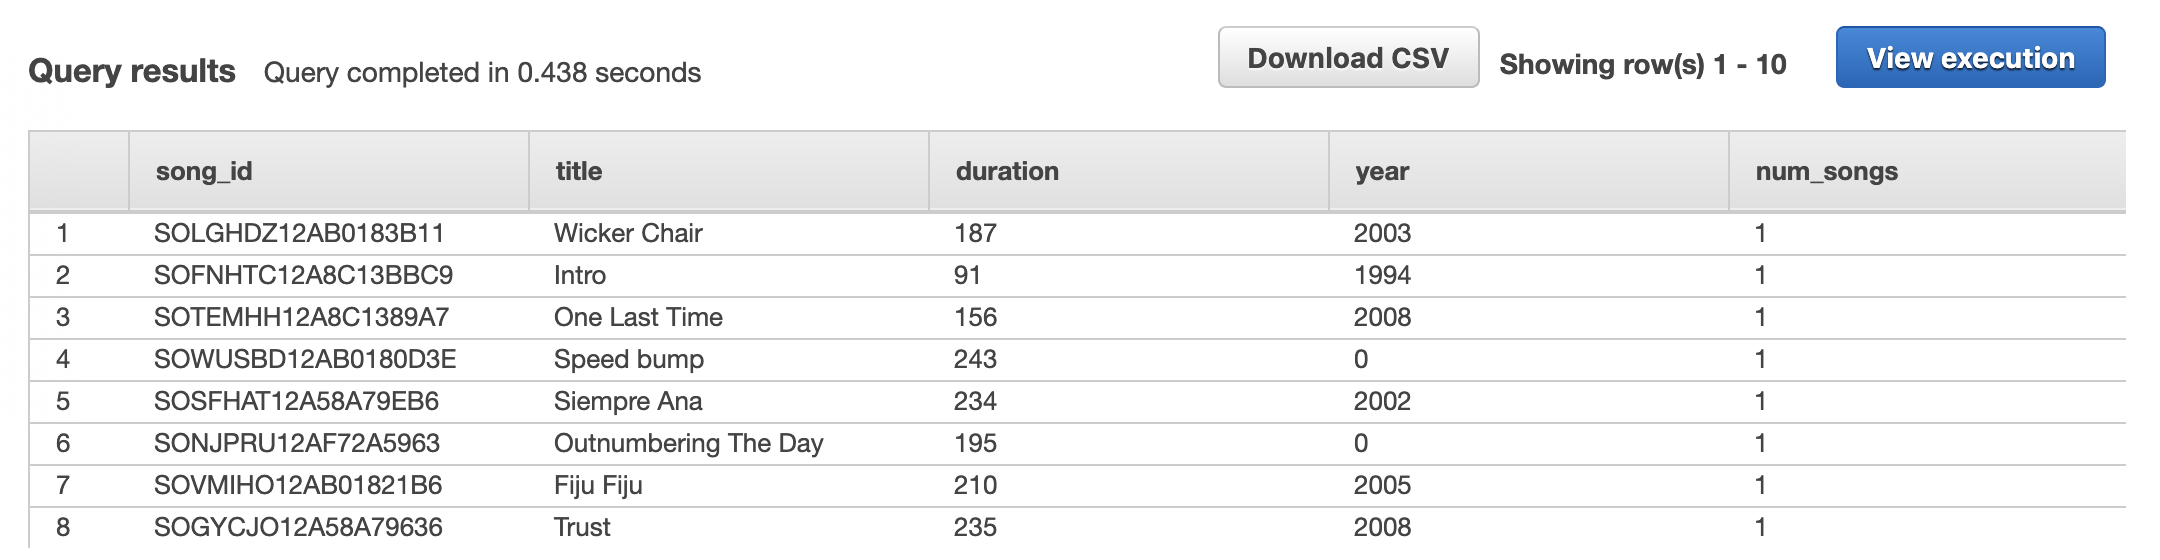 Query results Query completed in 0.438 seconds Download CSV Showing row(s) 1 - 10 View execution
song_id title duration year num_songs
1 SOLGHDZ12AB0183B11 Wicker Chair 187 2003 1
2 SOFNHTC12A8C13BBC9 Intro 91 1994 1
3 SOTEMHH12A8C1389A7 One Last Time 156 2008 1
4 SOWUSBD12AB0180D3E Speed bump 243 0 1
5 SOSFHAT12A58A79EB6 Siempre Ana 234 2002 1
6 SONJPRU12AF72A5963 Outnumbering The Day 195 0 1
7 SOVMIHO12AB01821B6 Fiju Fiju 210 2005 1
8 SOGYCJO12A58A79636 Trust 235 2008 1